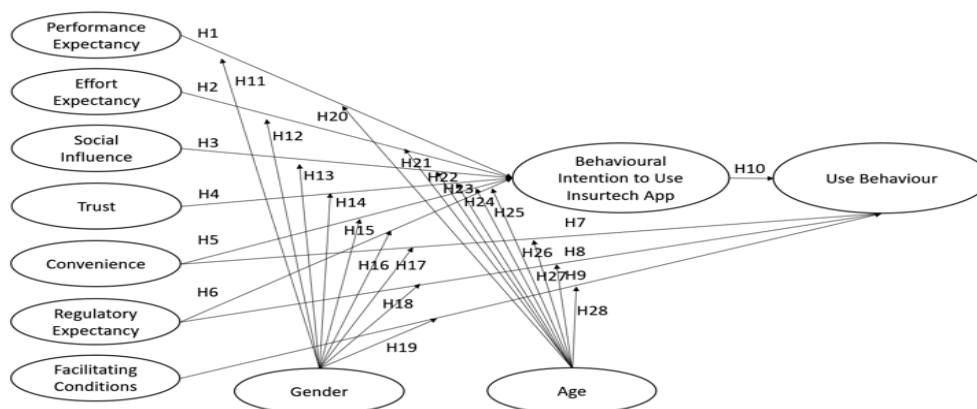 Performance
Expectancy
H1
H11
Effort
Expectancy
H2
H12
H20
Social
Influence
H3
H13
H21
H22
H23
H24
H25
Behavioural
Intention to Use
Insurtech App
H10
Use Behaviour
Trust
H4
H14
H15
H7
Convenience
H5
H16
H17
H26
H8
H27
H9
Regulatory
Expectancy
H6
H18
H28
H19
Facilitating
Conditions
Gender
Age